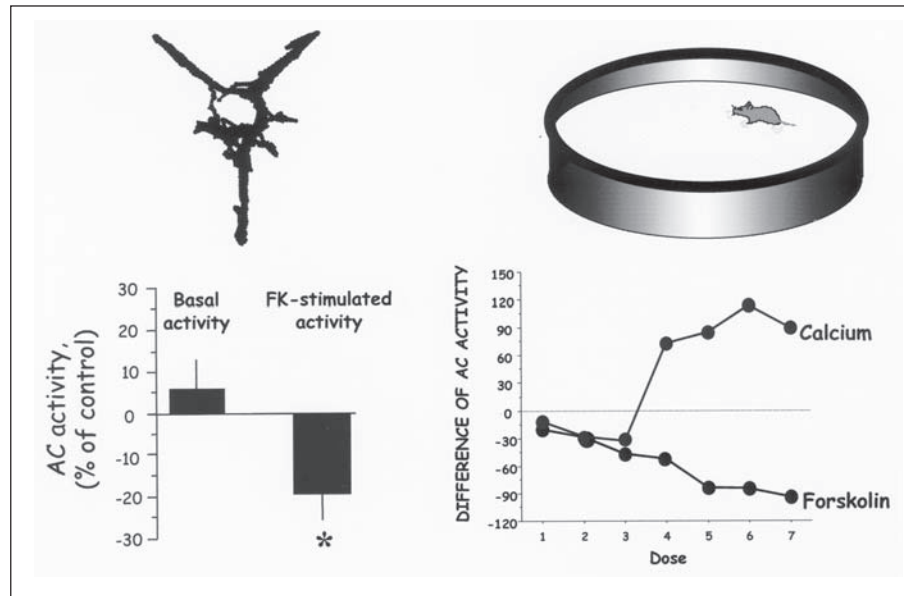 AC activity,
(% of control)
30
20
10
0
-10
-20
-30
Basal
activity
FK-stimulated
activity
*
DIFFERENCE OF AC ACTIVITY
150
120
90
60
30
0
-30
-60
-90
-120
Calcium
Forskolin
1 2 3 4 5 6 7
Dose